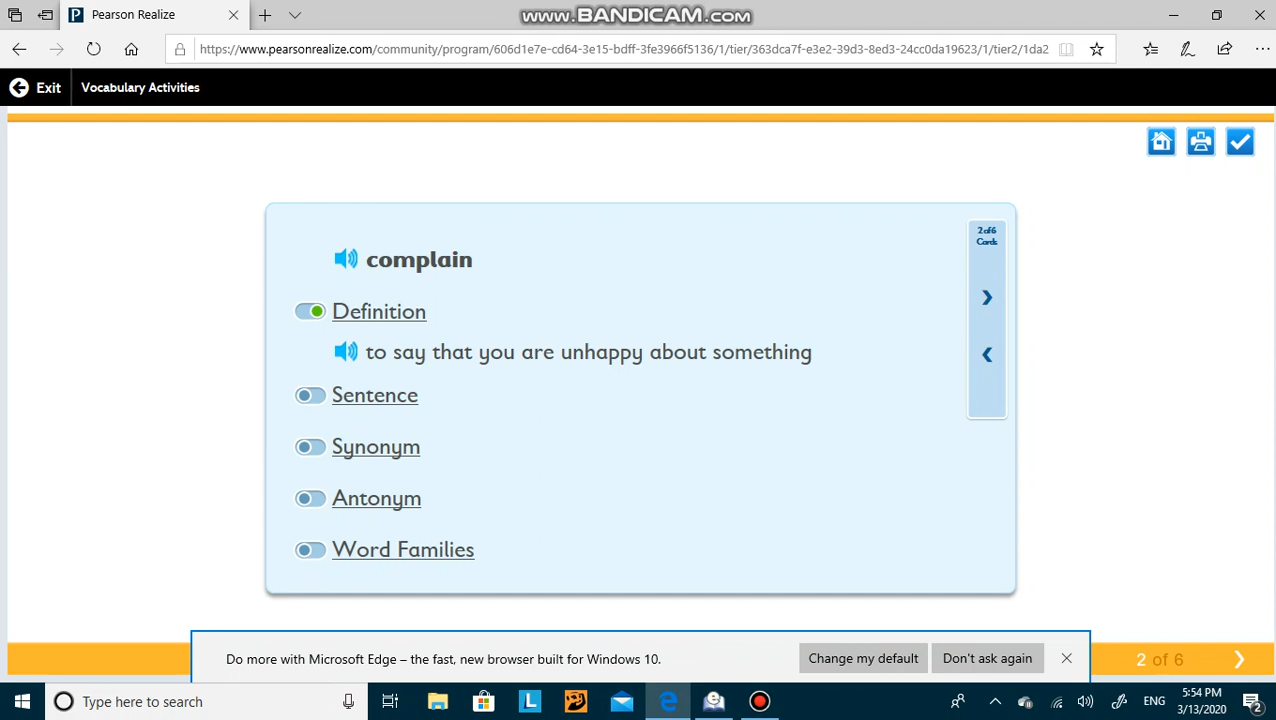 Pearson Realize
WWW.BANDICAM.COM
https://www.pearsonrealize.com/community/program/606d1e7e-cd64-3e15-bdff-3fe3966f5136/1/tier/363dca7f-e3e2-39d3-8ed3-24cc0da19623/1/tier2/1da2
Exit
Vocabulary Activities
2 of 6
Cards
complain
Definition
to say that you are unhappy about something
Sentence
Synonym
Antonym
Word Families
Do more with Microsoft Edge – the fast, new browser built for Windows 10.
Change my default
Don't ask again
2 of 6
Type here to search
ENG
5:54 PM
3/13/2020
2